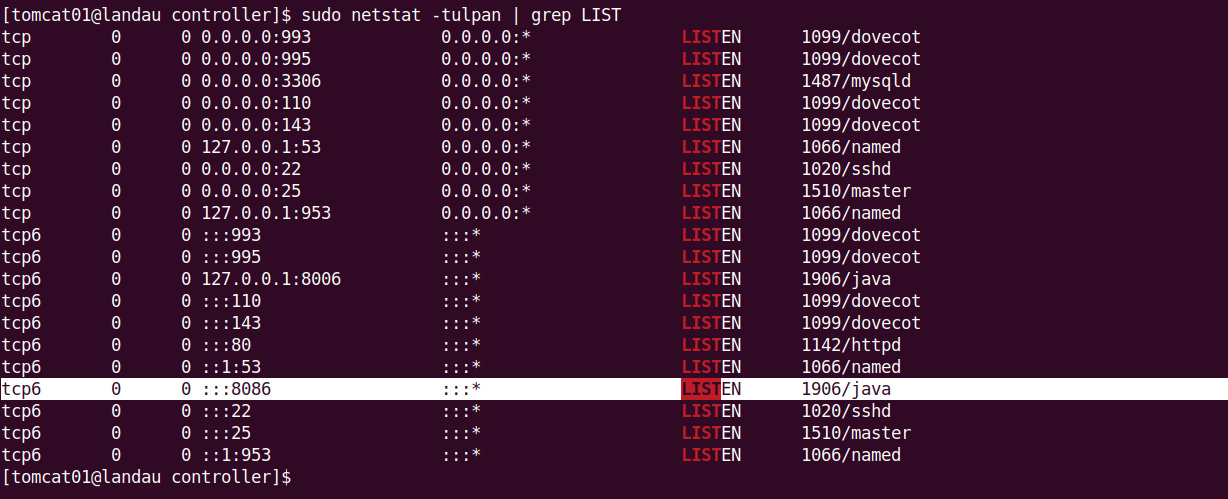 [tomcat01@landau controller]$ sudo netstat -tulpan | grep LIST
tcp        0      0 0.0.0.0:993             0.0.0.0:*               LISTEN      1099/dovecot
tcp        0      0 0.0.0.0:995             0.0.0.0:*               LISTEN      1099/dovecot
tcp        0      0 0.0.0.0:3306            0.0.0.0:*               LISTEN      1487/mysqld
tcp        0      0 0.0.0.0:110             0.0.0.0:*               LISTEN      1099/dovecot
tcp        0      0 0.0.0.0:143             0.0.0.0:*               LISTEN      1099/dovecot
tcp        0      0 127.0.0.1:53            0.0.0.0:*               LISTEN      1066/named
tcp        0      0 0.0.0.0:22              0.0.0.0:*               LISTEN      1020/sshd
tcp        0      0 0.0.0.0:25              0.0.0.0:*               LISTEN      1510/master
tcp        0      0 127.0.0.1:953           0.0.0.0:*               LISTEN      1066/named
tcp6       0      0 :::993                  :::*                    LISTEN      1099/dovecot
tcp6       0      0 :::995                  :::*                    LISTEN      1099/dovecot
tcp6       0      0 127.0.0.1:8006          :::*                    LISTEN      1906/java
tcp6       0      0 :::110                  :::*                    LISTEN      1099/dovecot
tcp6       0      0 :::143                  :::*                    LISTEN      1099/dovecot
tcp6       0      0 :::80                   :::*                    LISTEN      1142/httpd
tcp6       0      0 ::1:53                  :::*                    LISTEN      1066/named
tcp6       0      0 :::8086                 :::*                    LISTEN      1906/java
tcp6       0      0 :::22                   :::*                    LISTEN      1020/sshd
tcp6       0      0 :::25                   :::*                    LISTEN      1510/master
tcp6       0      0 ::1:953                 :::*                    LISTEN      1066/named
[tomcat01@landau controller]$